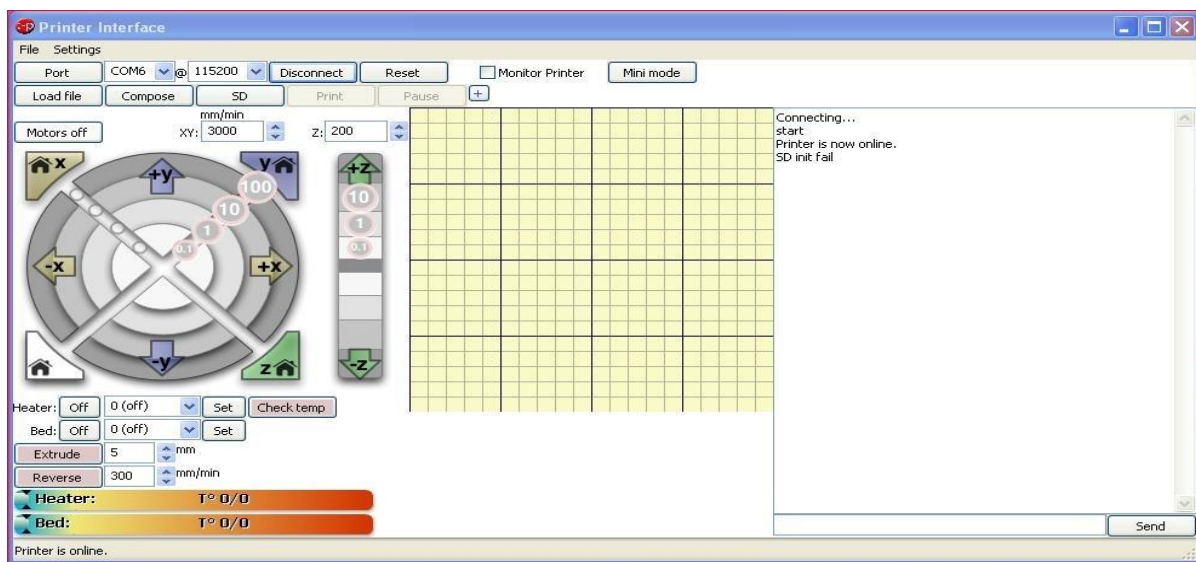 Printer Interface
File Settings
Port COM6 @ 115200 Disconnect Reset Monitor Printer Mini mode
Load file Compose SD Print Pause +
mm/min
Motors off XY: 3000 Z: 200
x y +z
+y 100
10 10
1 1
0.1 0.1
-x +x
-y z -z
Heater: Off 0 (off) Set Check temp
Bed: Off 0 (off) Set
Extrude 5 mm
Reverse 300 mm/min
Heater: T° 0/0
Bed: T° 0/0
Connecting...
start
Printer is now online.
SD init fail
Send
Printer is online.